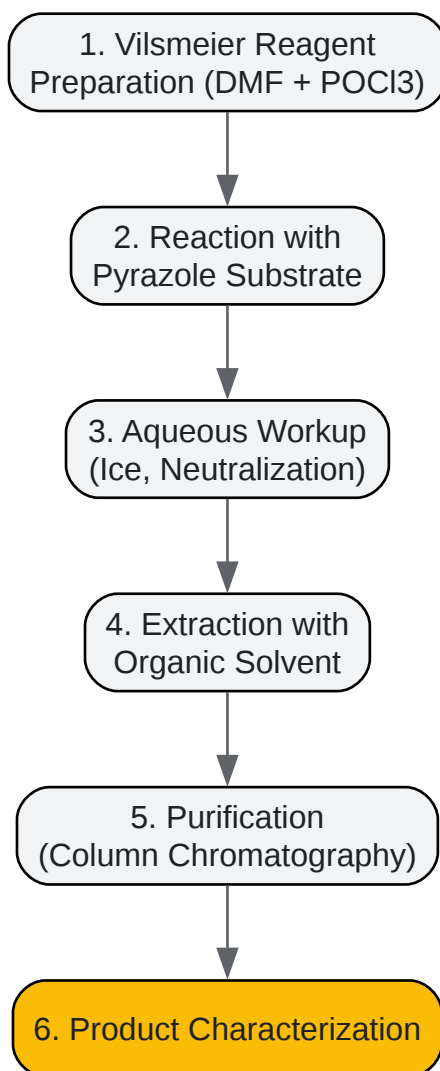 1. Vilsmeier Reagent
Preparation (DMF + POCl3)
2. Reaction with
Pyrazole Substrate
3. Aqueous Workup
(Ice, Neutralization)
4. Extraction with
Organic Solvent
5. Purification
(Column Chromatography)
6. Product Characterization